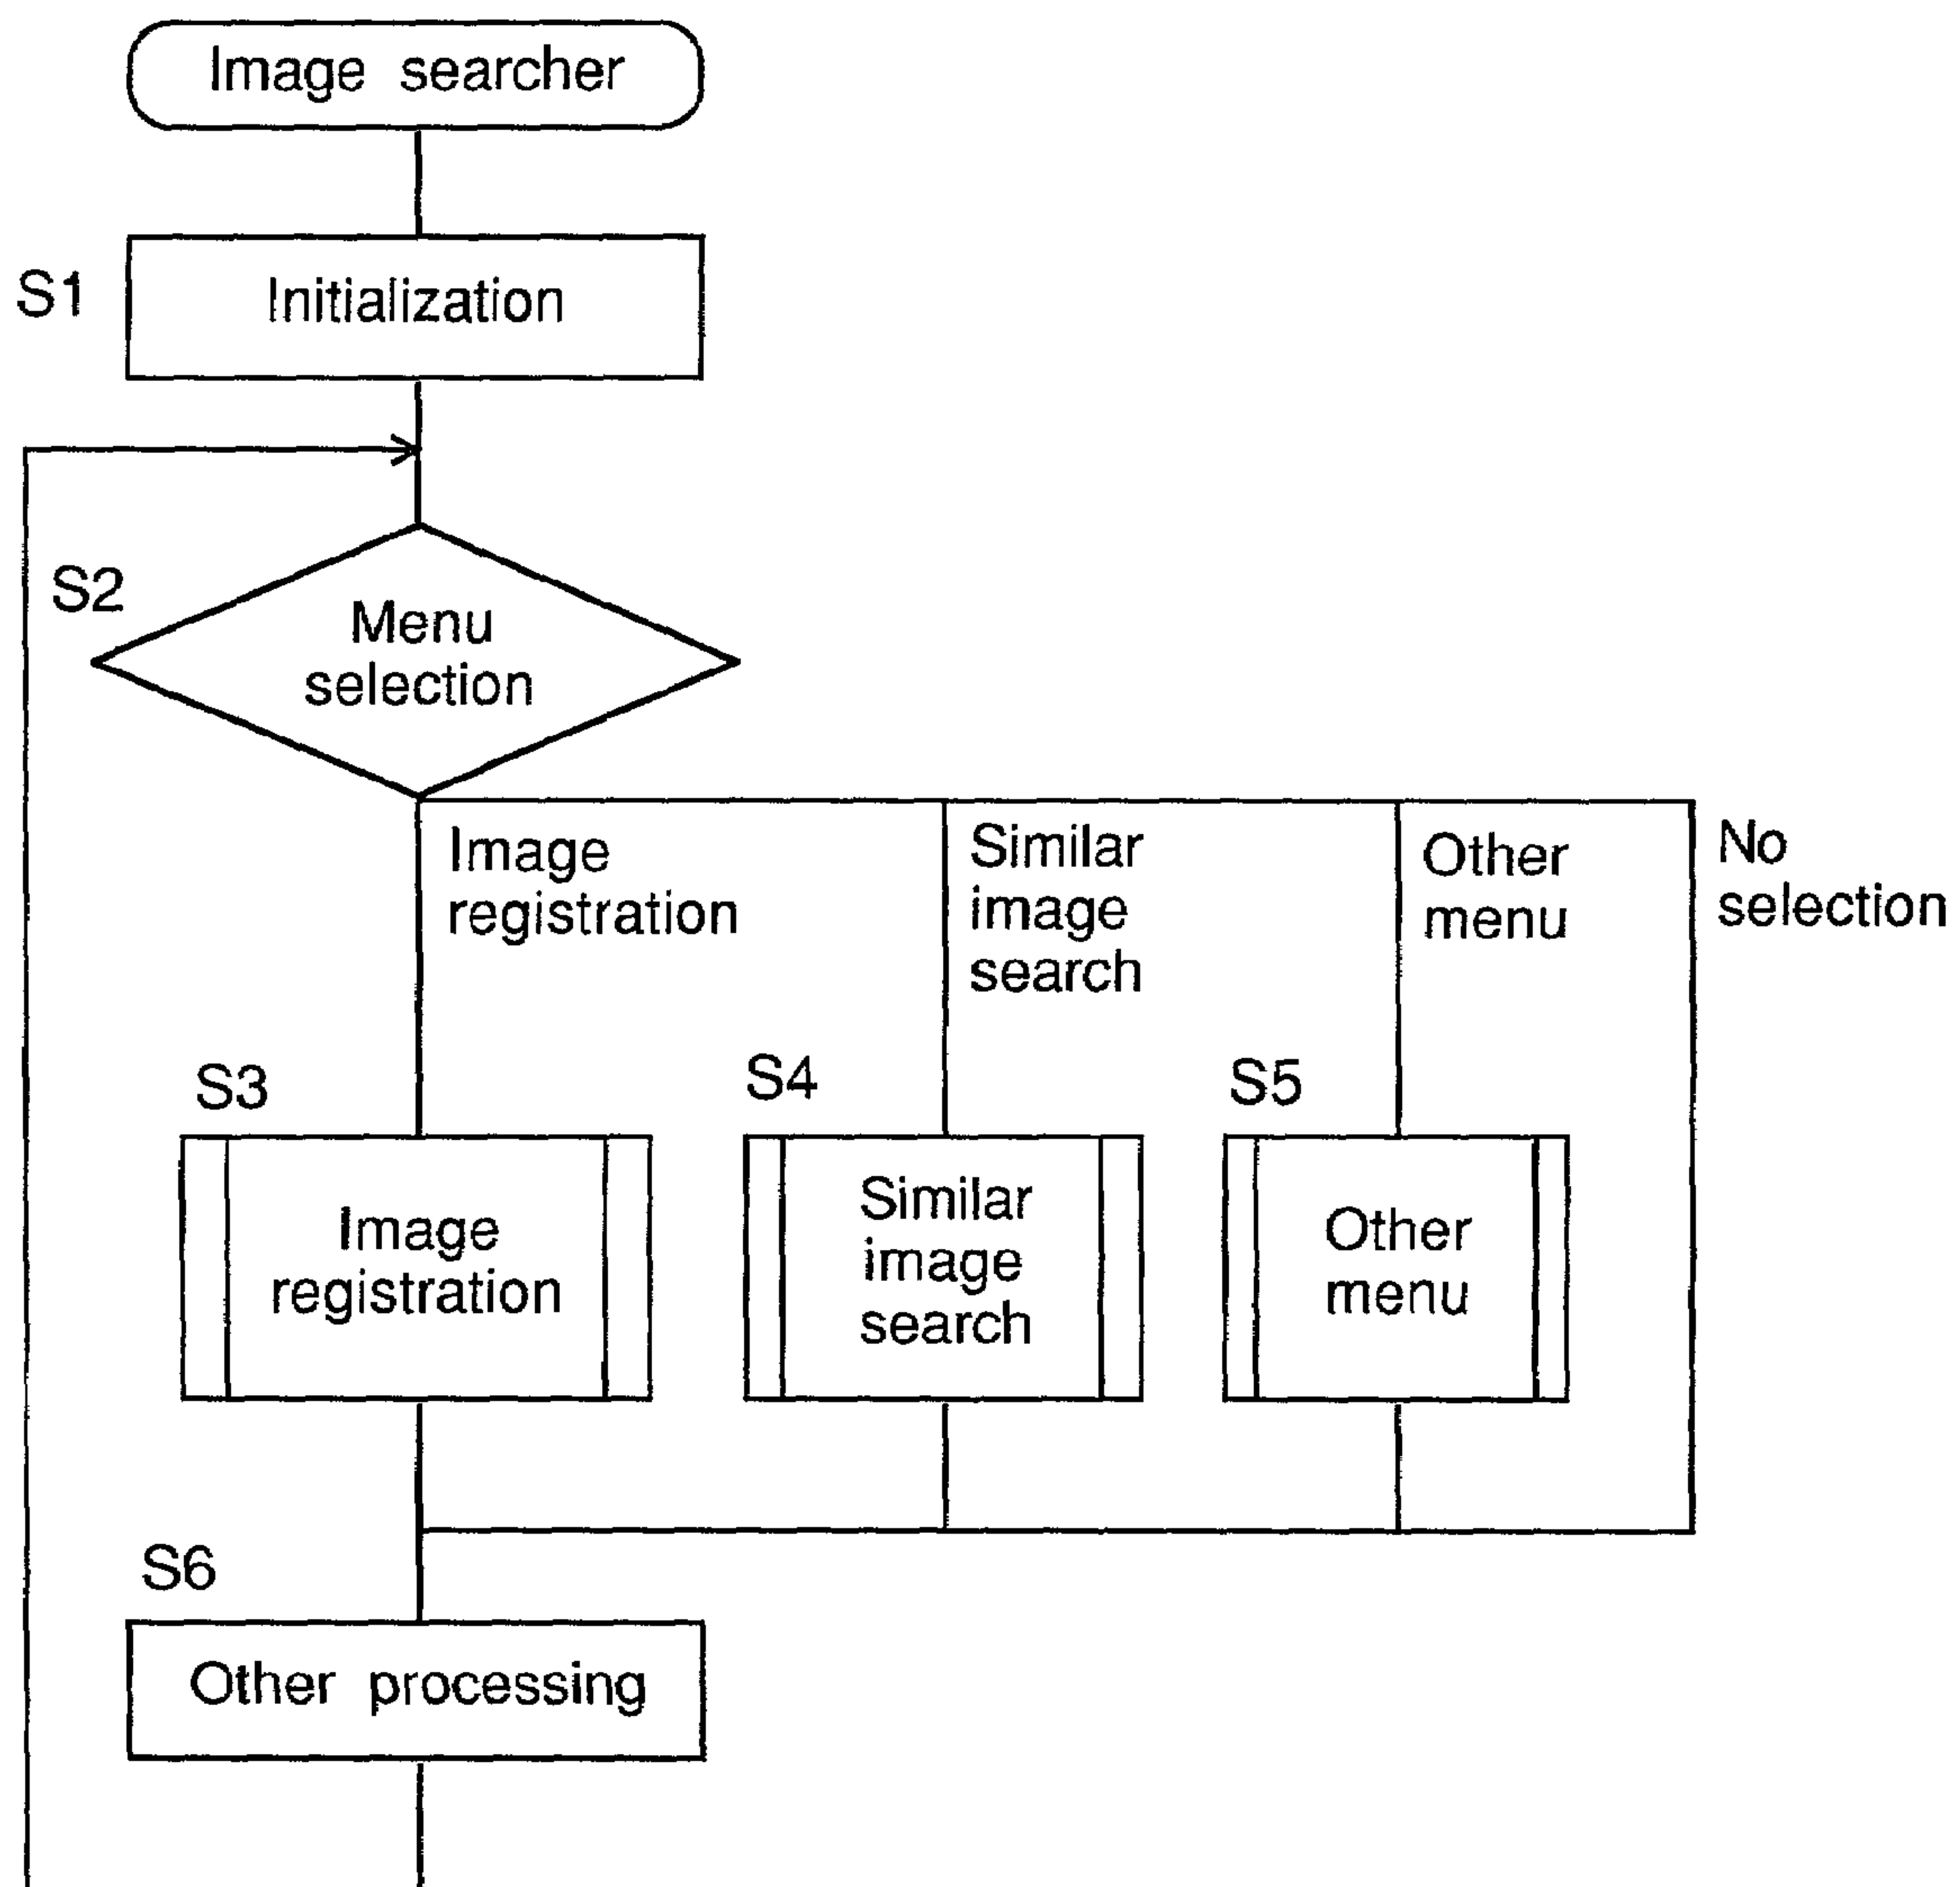 Image searcher
S1
Initialization
S2
Menu
selection
Image
registration
Similar
image
search
Other
menu
No
selection
S3
Image
registration
S4
Similar
image
search
S5
Other
menu
S6
Other processing